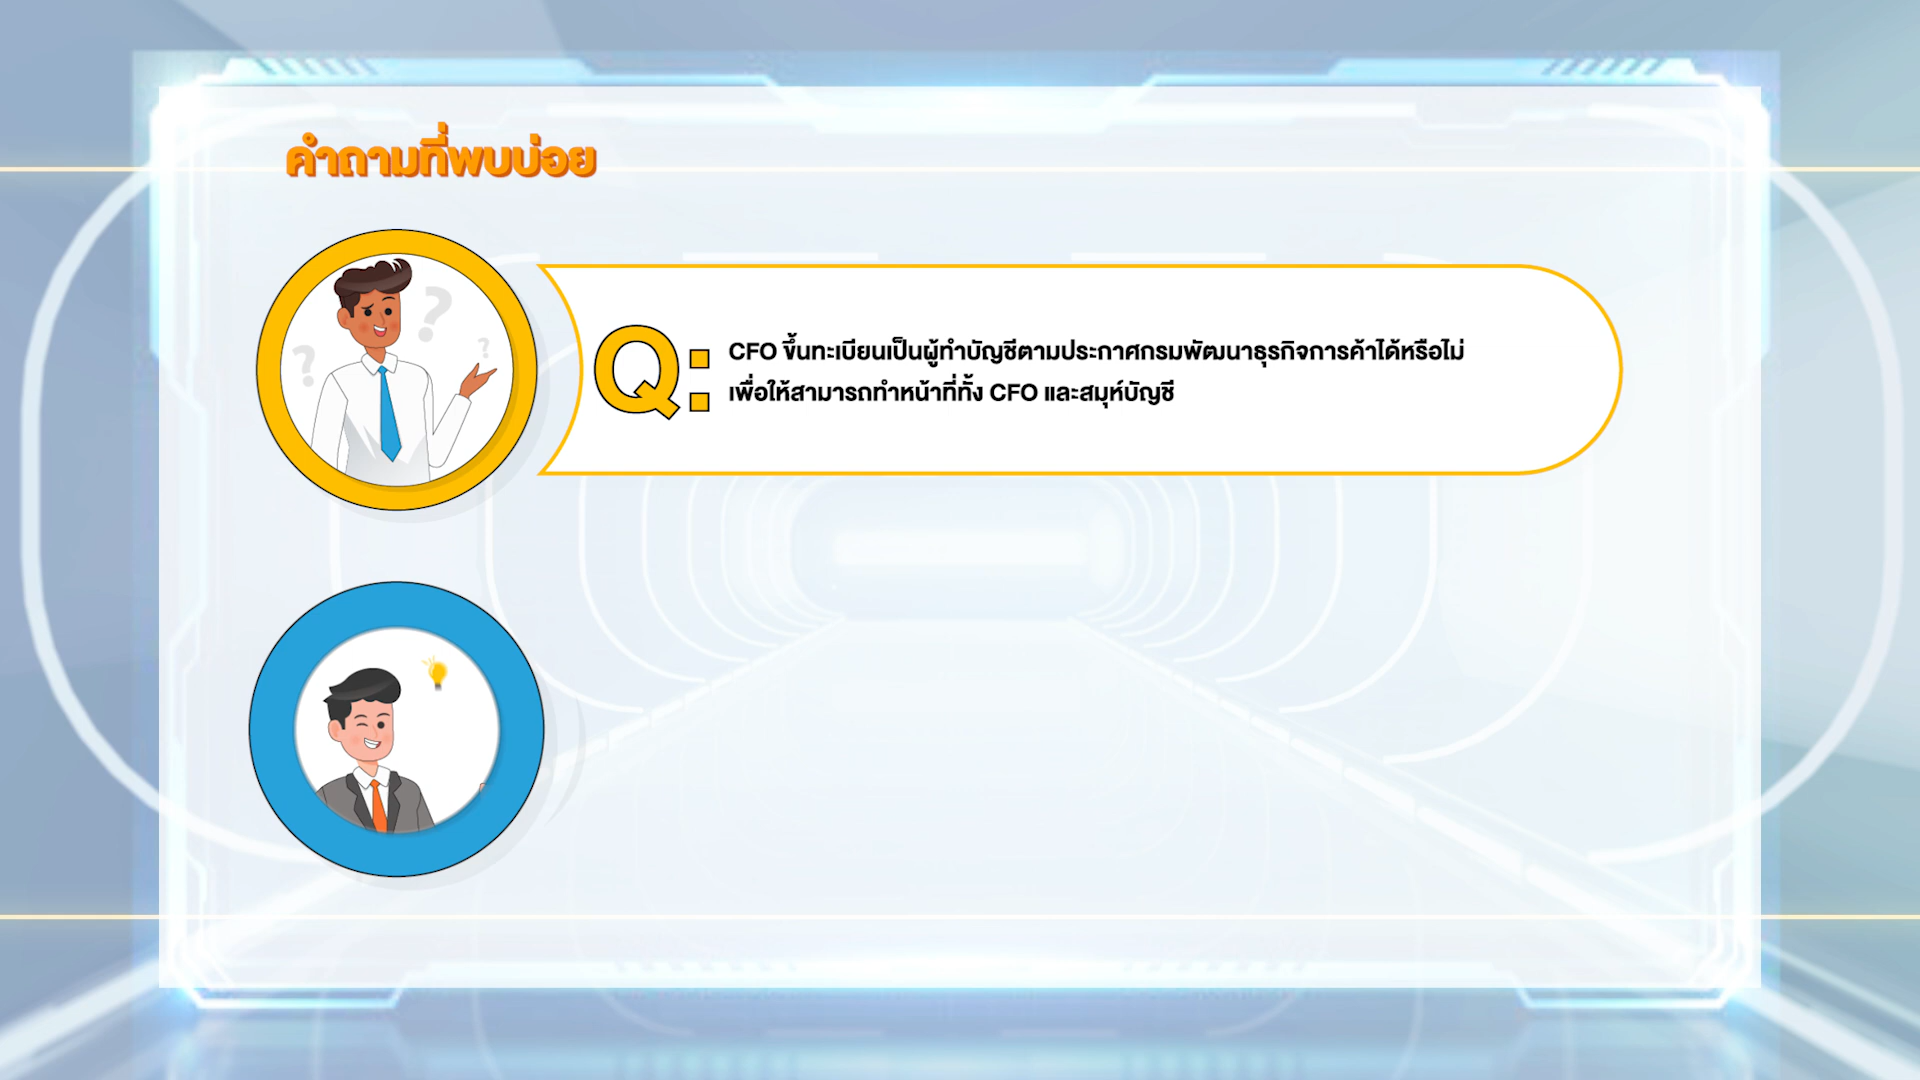 คำถามที่พบบ่อย
Q: CFO ขึ้นทะเบียนเป็นผู้ทำบัญชีตามประกาศกรมพัฒนาธุรกิจการค้าได้หรือไม่
เพื่อให้สามารถทำหน้าที่ทั้ง CFO และสมุห์บัญชี